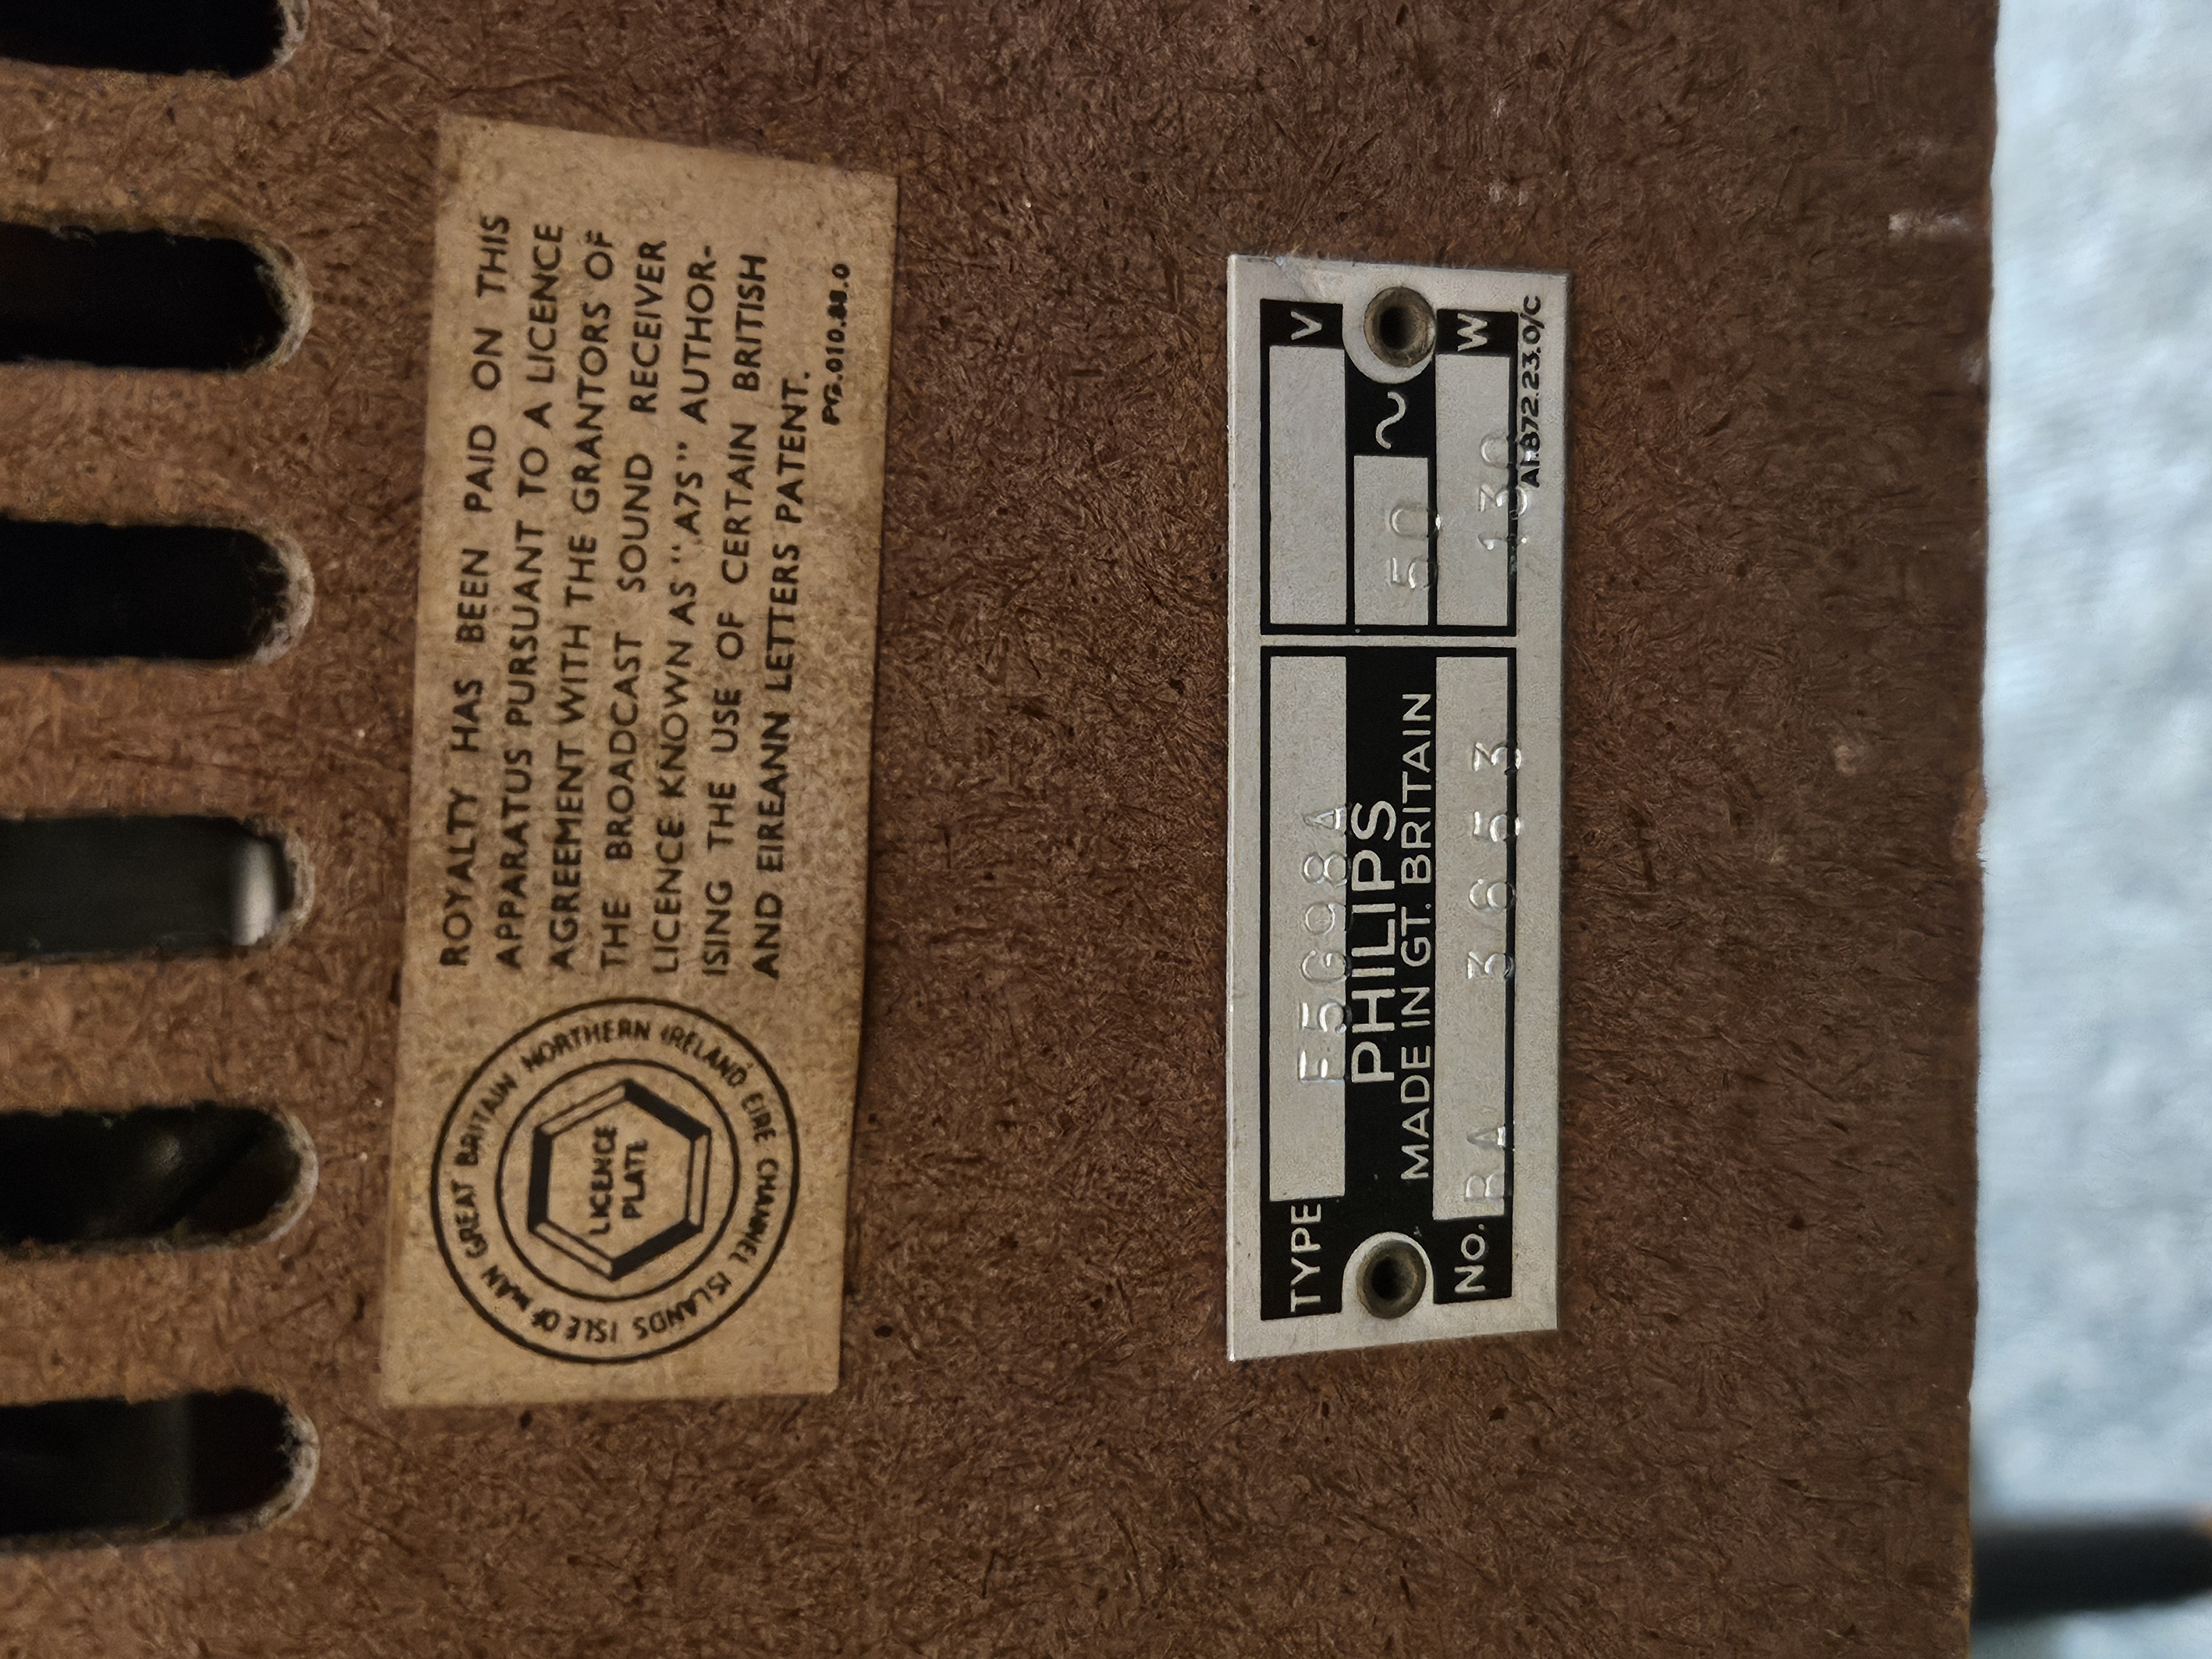 ROYALTY HAS BEEN PAID ON THIS
APPARATUS PURSUANT TO A LICENCE
AGREEMENT WITH THE GRANTORS OF
THE BROADCAST SOUND RECEIVER
LICENCE KNOWN AS "A7S" AUTHOR-
ISING THE USE OF CERTAIN BRITISH
AND EIREANN LETTERS PATENT.
PG.010.88.0
GREAT BRITAIN NORTHERN IRELAND, EIRE CHANNEL ISLANDS ISLE OF MAN
LICENCE
PLATE
TYPE F5G98A V
PHILIPS
MADE IN GT. BRITAIN
50 ~
No. BA 36653 130 W
A1.872.23.0/C